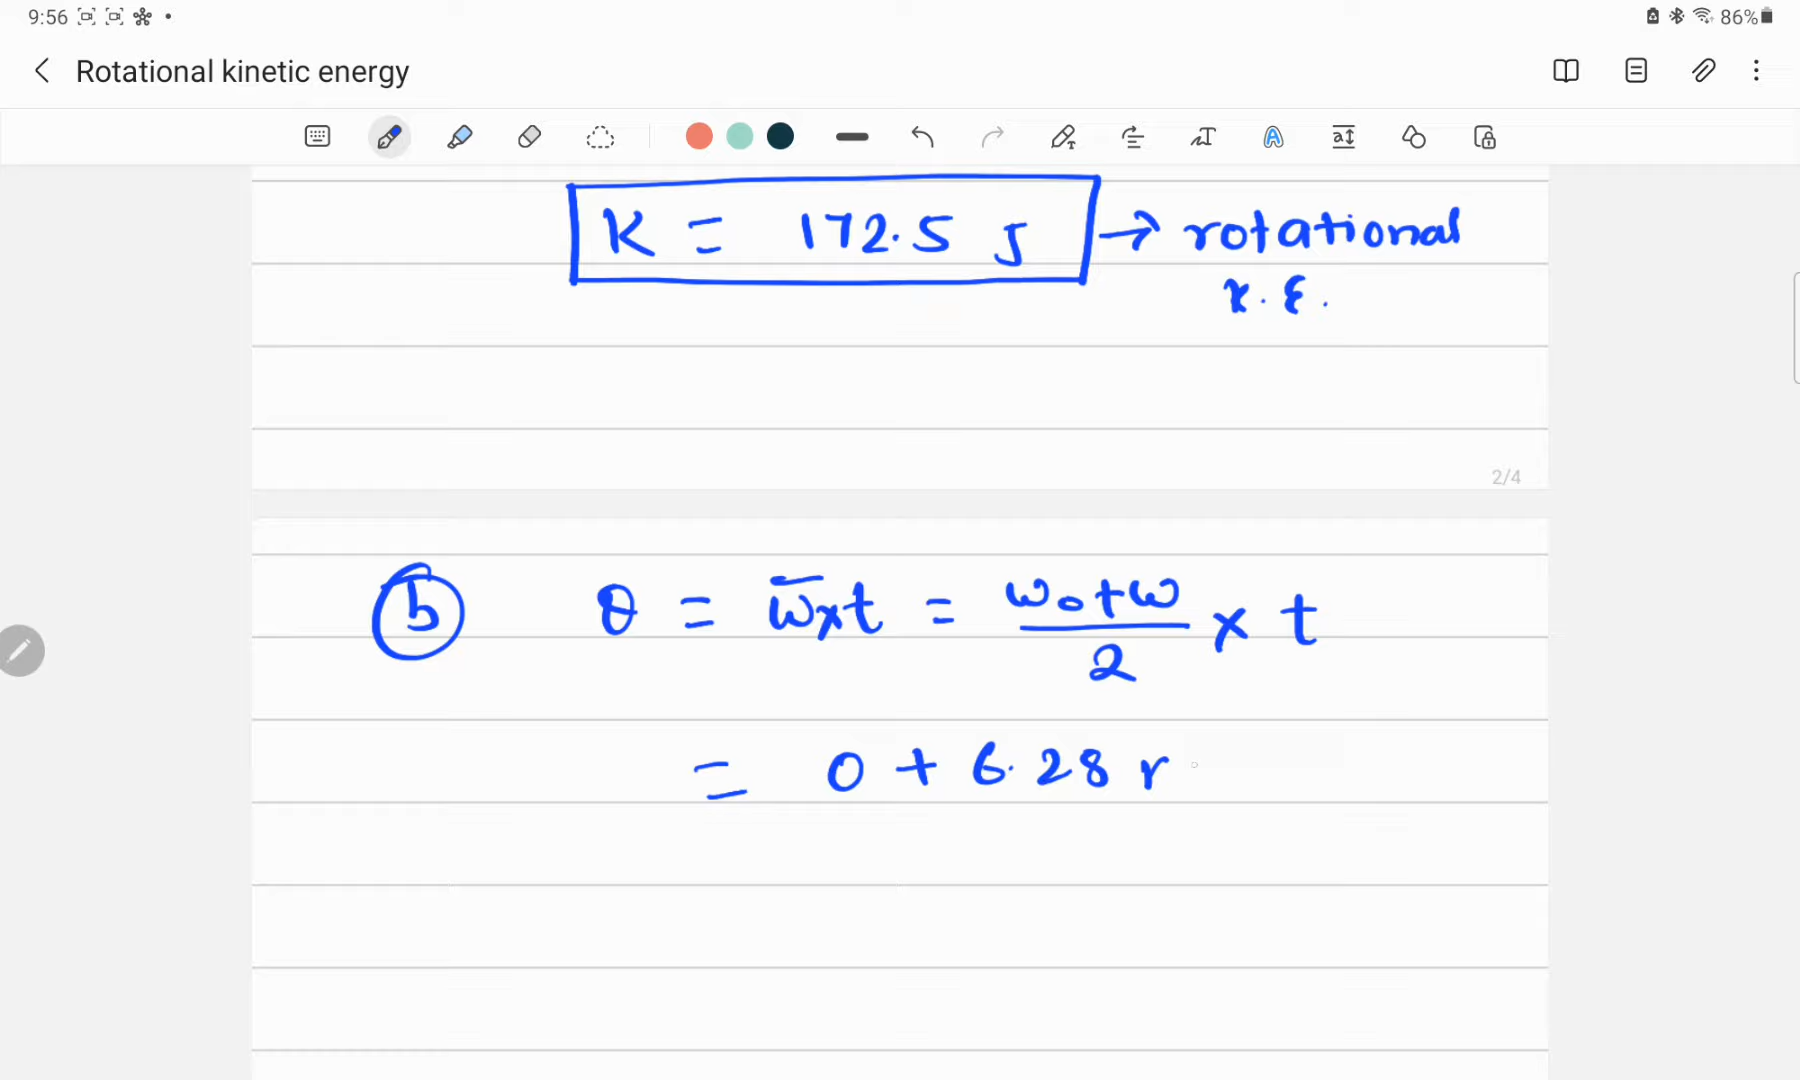 9:56 86%
Rotational kinetic energy
K = 172.5 J → rotational
K.E.
2/4
b θ = ω̅ x t = ω₀ + ω / 2 x t
= 0 + 6.28 r